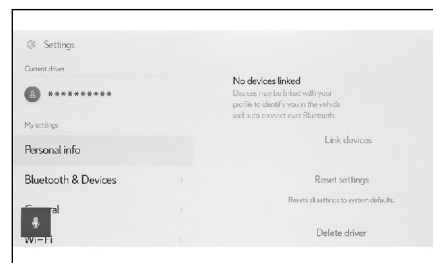 Settings
Current driver
**********
My settings
Personal info
Bluetooth & Devices
Wi-Fi
No devices linked
Devices may be linked with your
profile to identify you in the vehicle
and auto connect over Bluetooth.
Link devices
Reset settings
Resets all settings to system defaults.
Delete driver